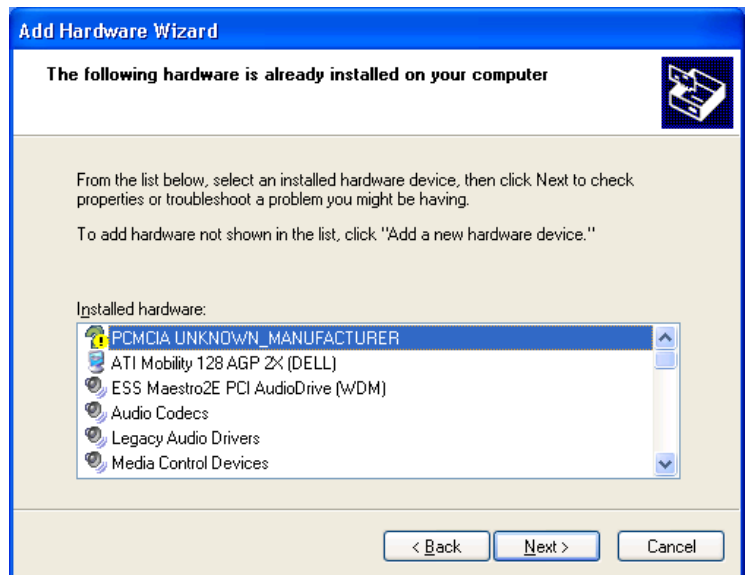 Add Hardware Wizard
The following hardware is already installed on your computer
From the list below, select an installed hardware device, then click Next to check
properties or troubleshoot a problem you might be having.
To add hardware not shown in the list, click "Add a new hardware device."
Installed hardware:
PCMCIA UNKNOWN_MANUFACTURER
ATI Mobility 128 AGP 2X (DELL)
ESS Maestro2E PCI AudioDrive (WDM)
Audio Codecs
Legacy Audio Drivers
Media Control Devices
< Back Next > Cancel